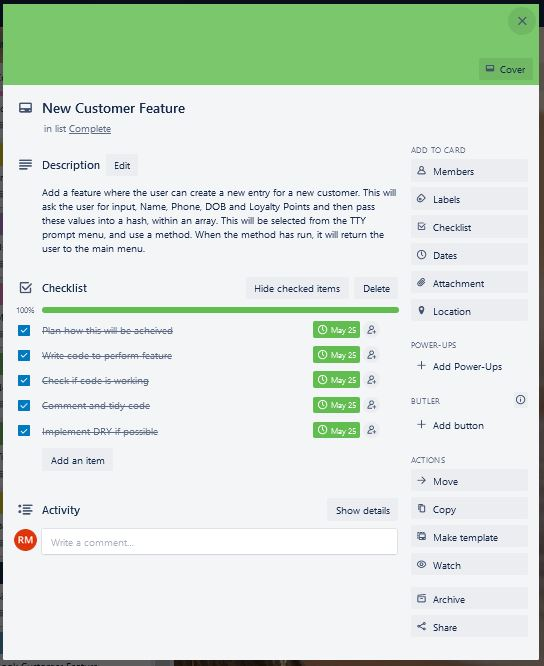 Cover
New Customer Feature
in list Complete
Description Edit
Add a feature where the user can create a new entry for a new customer. This will
ask the user for input, Name, Phone, DOB and Loyalty Points and then pass
these values into a hash, within an array. This will be selected from the TTY
prompt menu, and use a method. When the method has run, it will return the
user to the main menu.
Checklist Hide checked items Delete
100%
Plan how this will be acheived May 25
Write code to perform feature May 25
Check if code is working May 25
Comment and tidy code May 25
Implement DRY if possible May 25
Add an item
Activity Show details
RM Write a comment...
ADD TO CARD
Members
Labels
Checklist
Dates
Attachment
Location
POWER-UPS
+ Add Power-Ups
BUTLER
+ Add button
ACTIONS
Move
Copy
Make template
Watch
Archive
Share
Customer Feature